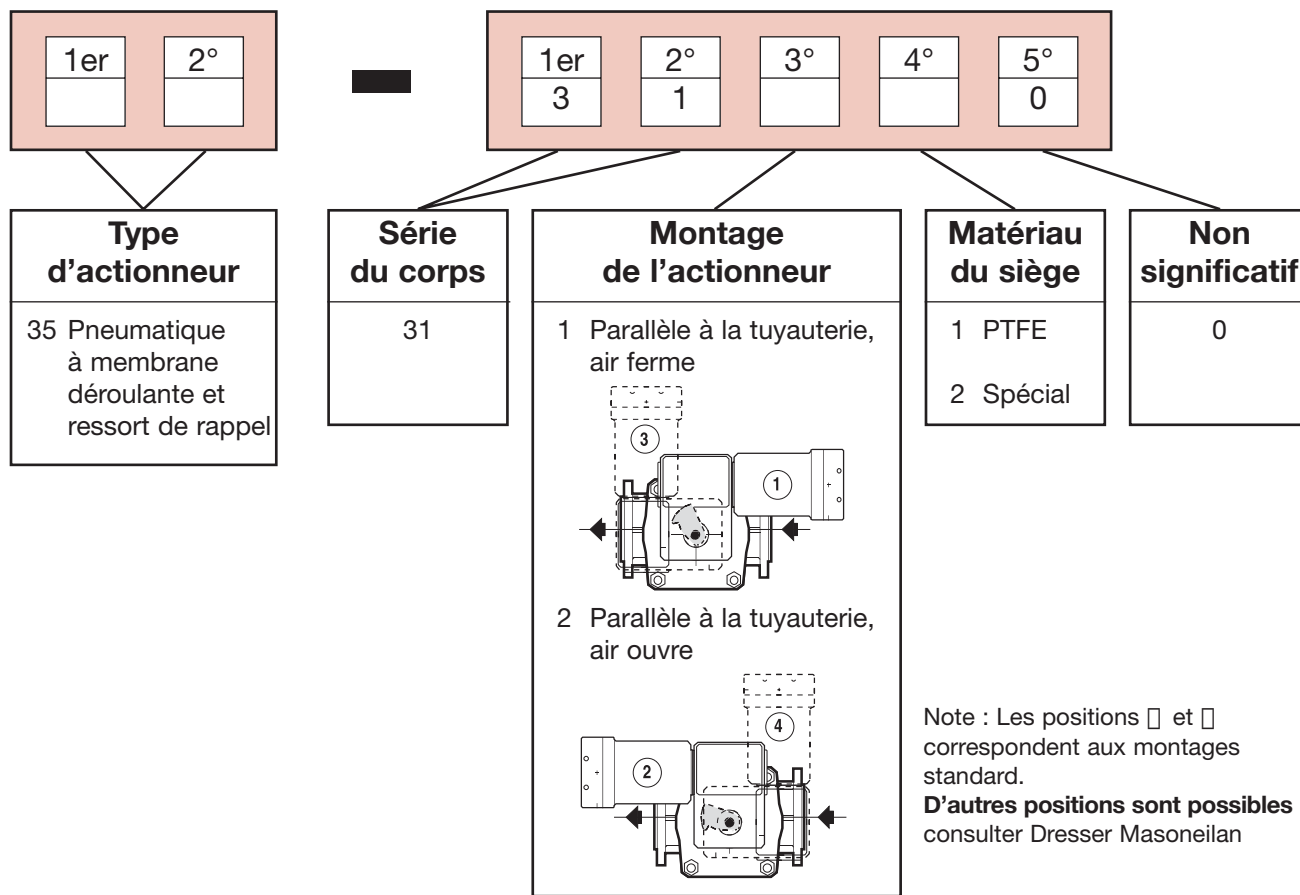 1er 2° 1er 2° 3° 4° 5°
3 1 0
Type
d'actionneur
35 Pneumatique
à membrane
déroulante et
ressort de rappel
Série
du corps
31
Montage
de l'actionneur
1 Parallèle à la tuyauterie,
air ferme
3
1
2 Parallèle à la tuyauterie,
air ouvre
4
2
Matériau
du siège
1 PTFE
2 Spécial
Non
significatif
0
Note : Les positions ▯ et ▯
correspondent aux montages
standard.
D'autres positions sont possibles
consulter Dresser Masoneilan